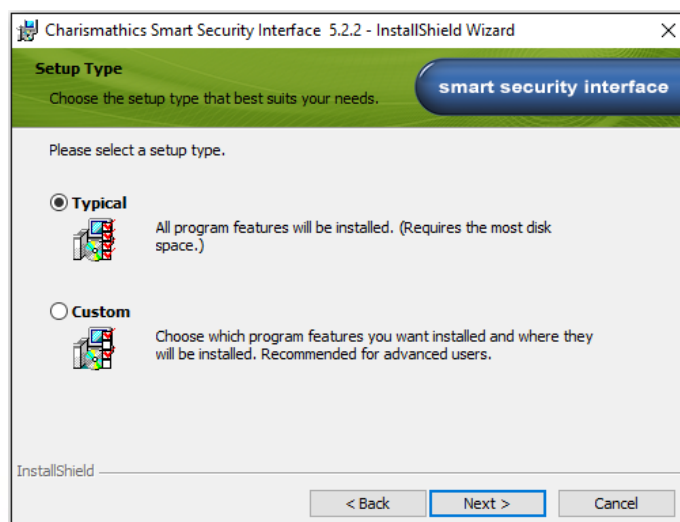 Charismathics Smart Security Interface 5.2.2 - InstallShield Wizard
Setup Type
Choose the setup type that best suits your needs.
smart security interface
Please select a setup type.
Typical
All program features will be installed. (Requires the most disk
space.)
Custom
Choose which program features you want installed and where they
will be installed. Recommended for advanced users.
InstallShield
< Back
Next >
Cancel